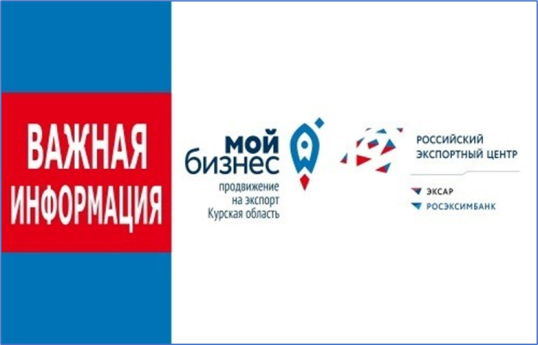 ВАЖНАЯ
ИНФОРМАЦИЯ
мой
бизнес
продвижение
на экспорт
Курская область
РОССИЙСКИЙ
ЭКСПОРТНЫЙ ЦЕНТР
ЭКСАР
РОСЭКСИМБАНК